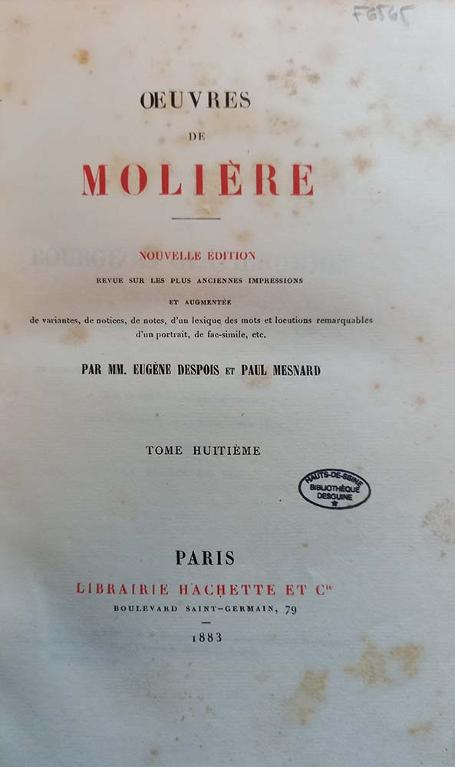 OEUVRES
DE
MOLIÈRE
NOUVELLE ÉDITION
REVUE SUR LES PLUS ANCIENNES IMPRESSIONS
ET AUGMENTÉE
de variantes, de notices, de notes, d'un lexique des mots et locutions remarquables
d'un portrait, de fac-simile, etc.
PAR MM. EUGÈNE DESPOIS ET PAUL MESNARD
TOME HUITIÈME
HAUTS-DE-SEINE
BIBLIOTHÈQUE
DESGUINE
PARIS
LIBRAIRIE HACHETTE ET Cie
BOULEVARD SAINT-GERMAIN, 79
1883